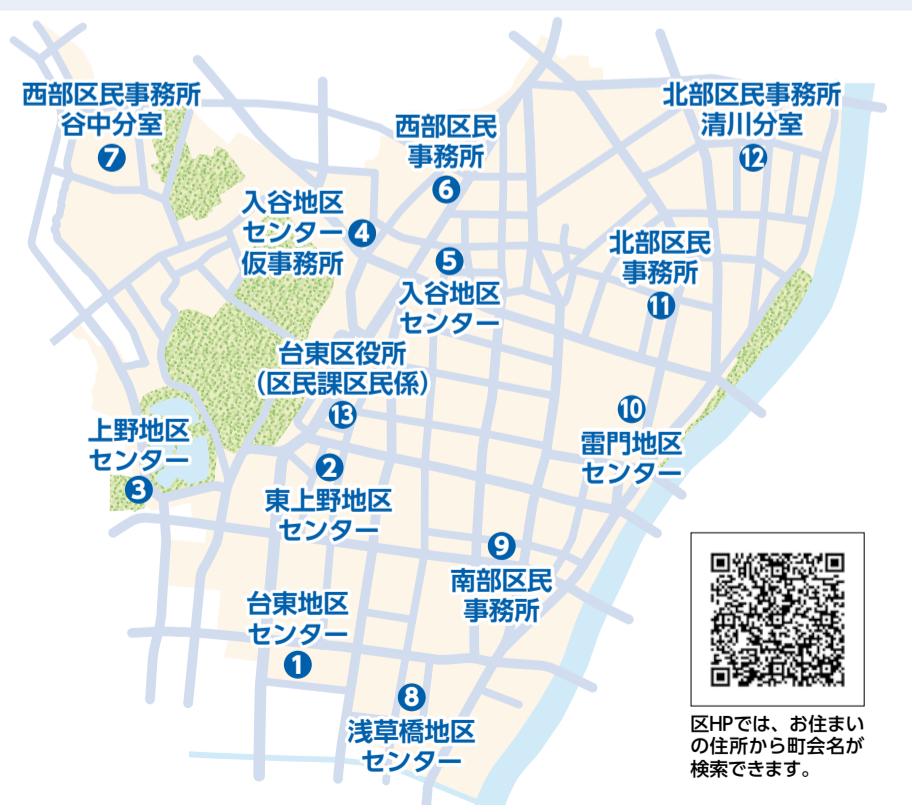 西部区民事務所
谷中分室
7
西部区民
事務所
6
北部区民事務所
清川分室
12
入谷地区
センター
仮事務所
4
5
入谷地区
センター
北部区民
事務所
11
台東区役所
（区民課区民係）
13
上野地区
センター
3
2
東上野地区
センター
10
雷門地区
センター
9
南部区民
事務所
台東地区
センター
1
8
浅草橋地区
センター
区HPでは、お住まい
の住所から町会名が
検索できます。